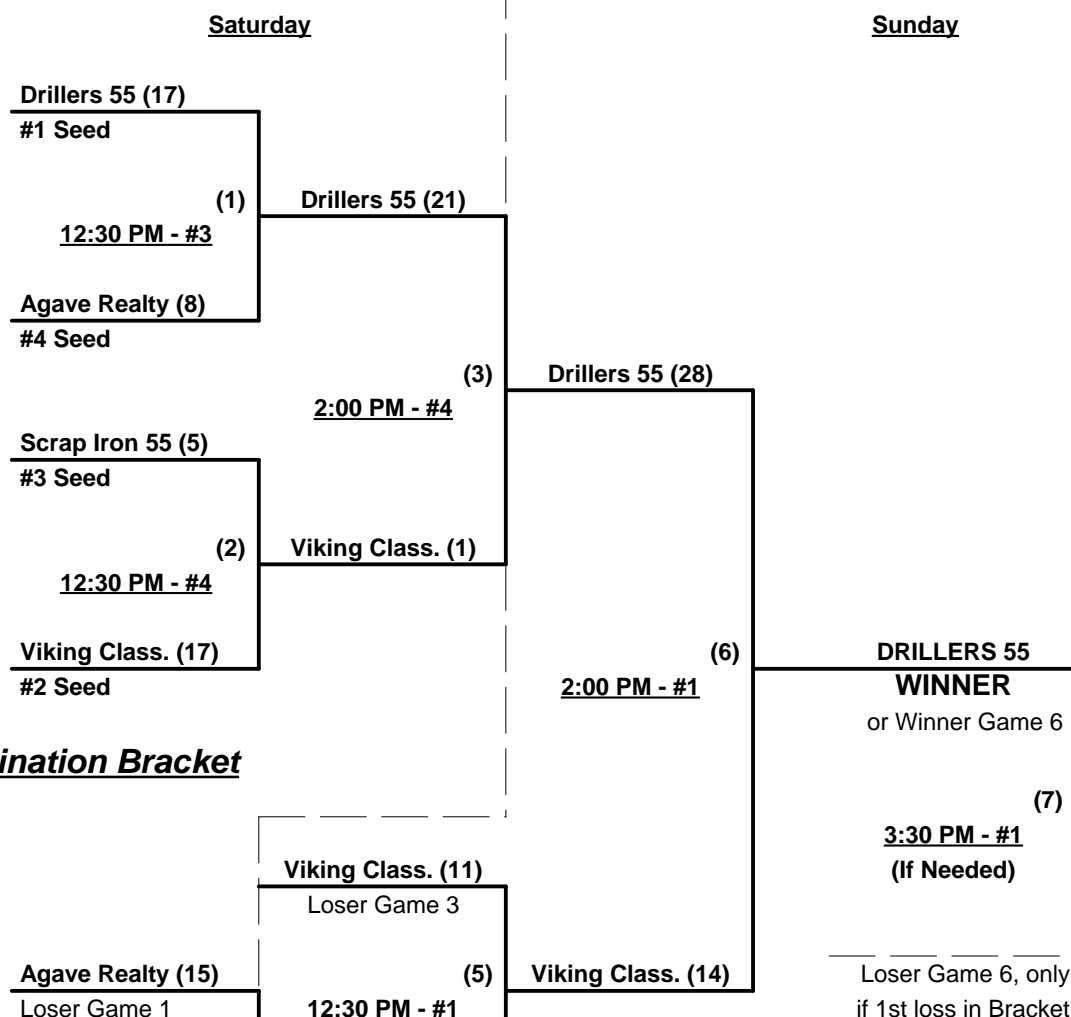 Saturday
Sunday
Drillers 55 (17)
#1 Seed
(1)
Drillers 55 (21)
12:30 PM - #3
Agave Realty (8)
#4 Seed
(3)
Drillers 55 (28)
2:00 PM - #4
Scrap Iron 55 (5)
#3 Seed
(2)
Viking Class. (1)
12:30 PM - #4
Viking Class. (17)
#2 Seed
(6)
2:00 PM - #1
DRILLERS 55
WINNER
or Winner Game 6
ination Bracket
(7)
3:30 PM - #1
(If Needed)
Viking Class. (11)
Loser Game 3
Agave Realty (15)
Loser Game 1
(5)
12:30 PM - #1
Viking Class. (14)
Loser Game 6, only
if 1st loss in Bracket